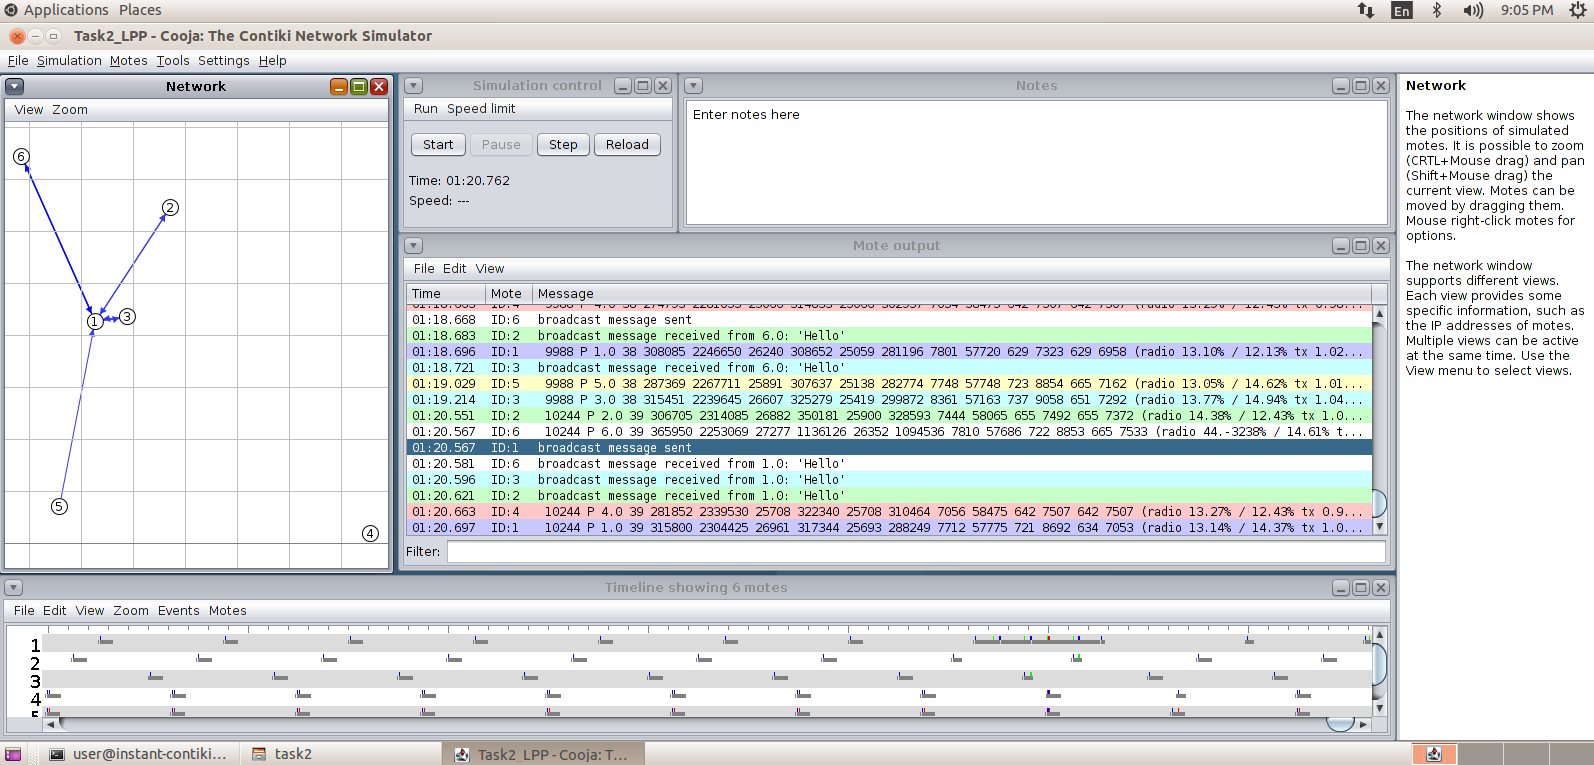 Applications Places En 9:05 PM
Task2_LPP - Cooja: The Contiki Network Simulator
File Simulation Motes Tools Settings Help
Network
View Zoom
6
2
1
3
5
4
Simulation control
Run Speed limit
Start Pause Step Reload
Time: 01:20.762
Speed: ---
Notes
Enter notes here
Mote output
File Edit View
Time Mote Message
01:18.668 ID:6 broadcast message sent
01:18.683 ID:2 broadcast message received from 6.0: 'Hello'
01:18.696 ID:1 9988 P 1.0 38 308085 2246650 26240 308652 25059 281196 7801 57720 629 7323 629 6958 (radio 13.10% / 12.13% tx 1.02...
01:18.721 ID:3 broadcast message received from 6.0: 'Hello'
01:19.029 ID:5 9988 P 5.0 38 287369 2267711 25891 307637 25138 282774 7748 57748 723 8854 665 7162 (radio 13.05% / 14.62% tx 1.01...
01:19.214 ID:3 9988 P 3.0 38 315451 2239645 26607 325279 25419 299872 8361 57163 737 9058 651 7292 (radio 13.77% / 14.94% tx 1.04...
01:20.551 ID:2 10244 P 2.0 39 306705 2314085 26882 350181 25900 328593 7444 58065 655 7492 655 7372 (radio 14.38% / 12.43% tx 1.0...
01:20.567 ID:6 10244 P 6.0 39 365950 2253069 27277 1136126 26352 1094536 7810 57686 722 8853 665 7533 (radio 44.-3238% / 14.61% t...
01:20.567 ID:1 broadcast message sent
01:20.581 ID:6 broadcast message received from 1.0: 'Hello'
01:20.596 ID:3 broadcast message received from 1.0: 'Hello'
01:20.621 ID:2 broadcast message received from 1.0: 'Hello'
01:20.663 ID:4 10244 P 4.0 39 281852 2339530 25708 322340 25708 310464 7056 58475 642 7507 642 7507 (radio 13.27% / 12.43% tx 0.9...
01:20.697 ID:1 10244 P 1.0 39 315800 2304425 26961 317344 25693 288249 7712 57775 721 8692 634 7053 (radio 13.14% / 14.37% tx 1.0...
Filter:
Network
The network window shows
the positions of simulated
motes. It is possible to zoom
(CRTL+Mouse drag) and pan
(Shift+Mouse drag) the
current view. Motes can be
moved by dragging them.
Mouse right-click motes for
options.
The network window
supports different views.
Each view provides some
specific information, such as
the IP addresses of motes.
Multiple views can be active
at the same time. Use the
View menu to select views.
Timeline showing 6 motes
File Edit View Zoom Events Motes
1
2
3
4
5
user@instant-contiki... task2 Task2_LPP - Cooja: T...